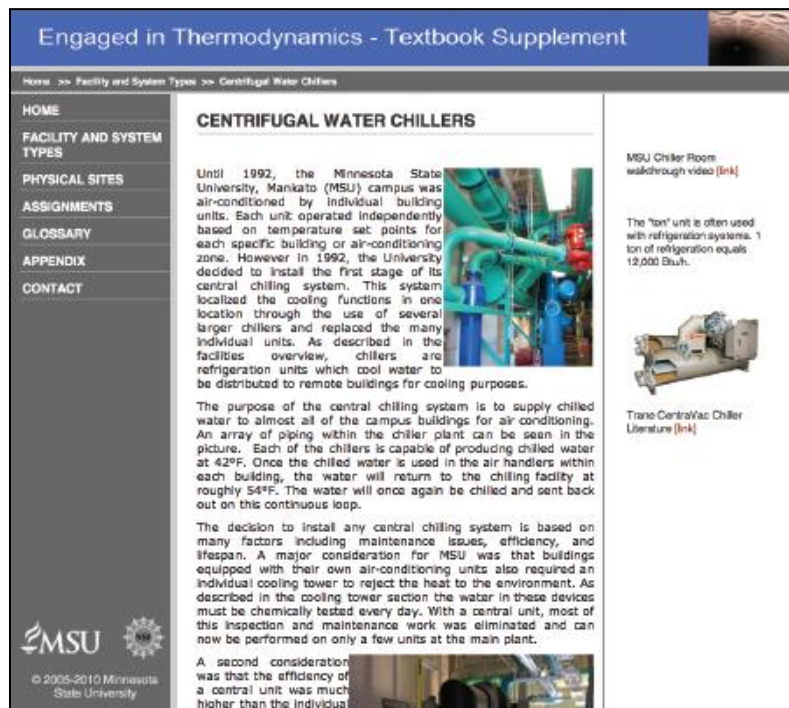 Engaged in Thermodynamics - Textbook Supplement
Home >> Facility and System Types >> Centrifugal Water Chillers
HOME
FACILITY AND SYSTEM
TYPES
PHYSICAL SITES
ASSIGNMENTS
GLOSSARY
APPENDIX
CONTACT
MSU
© 2005-2010 Minnesota
State University
CENTRIFUGAL WATER CHILLERS
Until 1992, the Minnesota State
University, Mankato (MSU) campus was
air-conditioned by individual building
units. Each unit operated independently
based on temperature set points for
each specific building or air-conditioning
zone. However in 1992, the University
decided to install the first stage of its
central chilling system. This system
localized the cooling functions in one
location through the use of several
larger chillers and replaced the many
individual units. As described in the
facilities overview, chillers are
refrigeration units which cool water to
be distributed to remote buildings for cooling purposes.
The purpose of the central chilling system is to supply chilled
water to almost all of the campus buildings for air conditioning.
An array of piping within the chiller plant can be seen in the
picture. Each of the chillers is capable of producing chilled water
at 42ºF. Once the chilled water is used in the air handlers within
each building, the water will return to the chilling facility at
roughly 54ºF. The water will once again be chilled and sent back
out on this continuous loop.
The decision to install any central chilling system is based on
many factors including maintenance issues, efficiency, and
lifespan. A major consideration for MSU was that buildings
equipped with their own air-conditioning units also required an
individual cooling tower to reject the heat to the environment. As
described in the cooling tower section the water in these devices
must be chemically tested every day. With a central unit, most of
this inspection and maintenance work was eliminated and can
now be performed on only a few units at the main plant.
A second consideration
was that the efficiency of
a central unit was much
higher than the individual
MSU Chiller Room
walkthrough video [link]
The "ton" unit is often used
with refrigeration systems. 1
ton of refrigeration equals
12,000 Btu/h.
Trane CentraVac Chiller
Literature [link]